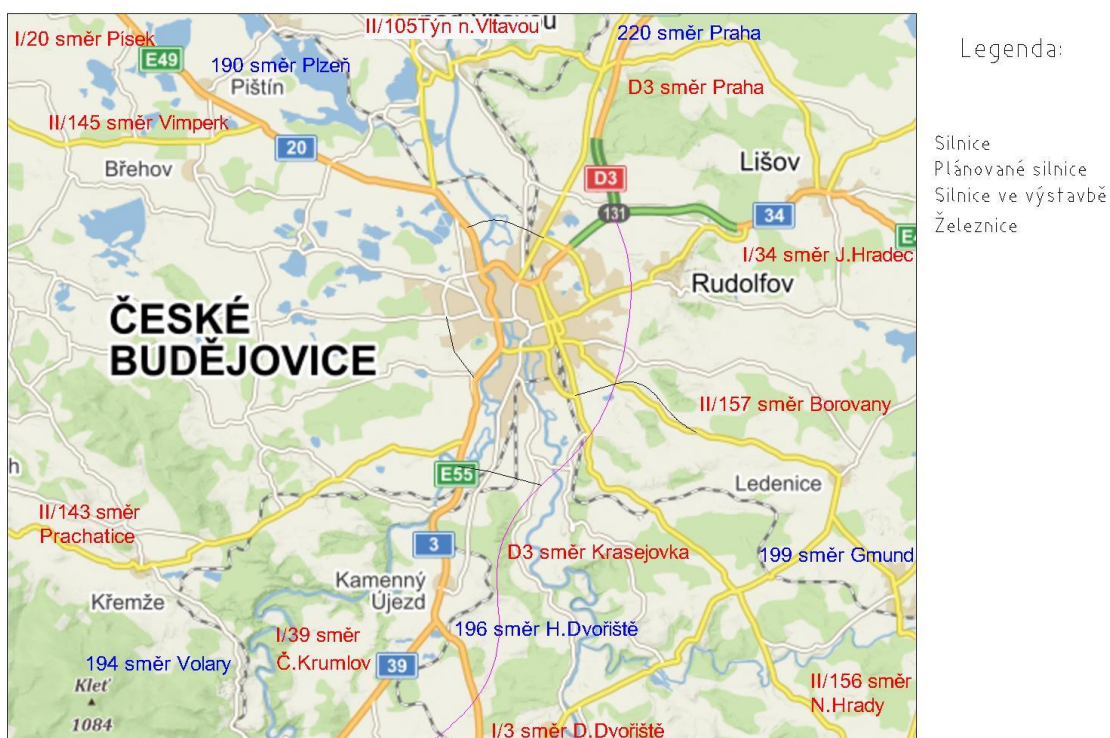 pod Vltavou
II/105Týn n.Vltavou
I/20 směr Písek
220 směr Praha
Legenda:
E49
190 směr Plzeň
Pištín
D3 směr Praha
II/145 směr Vimperk
20
Silnice
Břehov
Lišov
Plánované silnice
D3
Silnice ve výstavbě
131
34
Železnice
I/34 směr J.Hradec
Rudolfov
ČESKÉ
BUDĚJOVICE
II/157 směr Borovany
E55
Ledenice
II/143 směr
Prachatice
3
D3 směr Krasejovka
199 směr Gmund
Kamenný
Újezd
Křemže
I/39 směr
Č.Krumlov
196 směr H.Dvořiště
194 směr Volary
39
Kleť
1084
II/156 směr
N.Hrady
I/3 směr D.Dvořiště